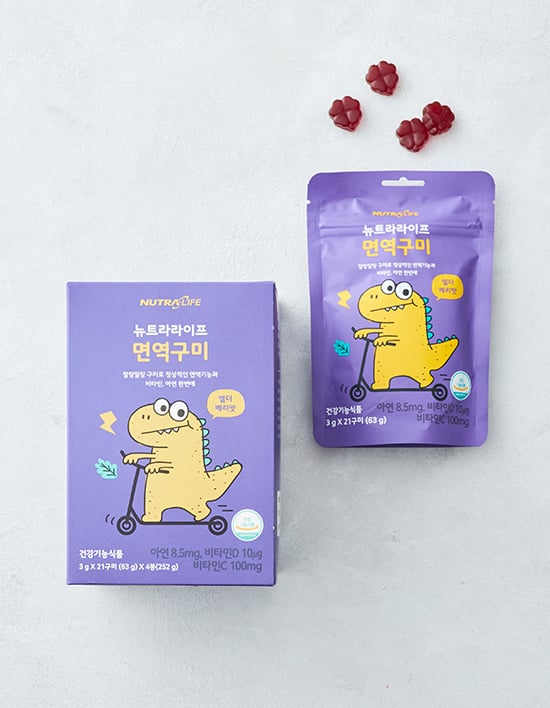 NUTRALIFE
뉴트라라이프
면역구미
말랑말랑 구미로 정상적인 면역기능과
비타민, 아연 한번에
엘더
베리맛
건강기능식품
3 g X 21구미 (63 g)
아연 8.5mg, 비타민D 10μg
비타민C 100mg
NUTRALIFE
뉴트라라이프
면역구미
말랑말랑 구미로 정상적인 면역기능과
비타민, 아연 한번에
엘더
베리맛
건강기능식품
3 g X 21구미 (63 g) X 4봉(252 g)
아연 8.5mg, 비타민D 10μg
비타민C 100mg